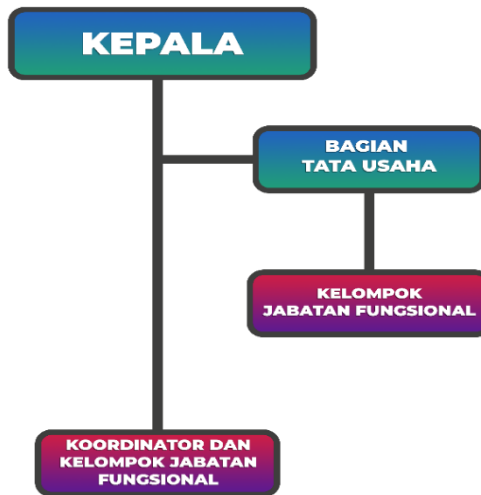 KEPALA
BAGIAN
TATA USAHA
KELOMPOK
JABATAN FUNGSIONAL
KOORDINATOR DAN
KELOMPOK JABATAN
FUNGSIONAL